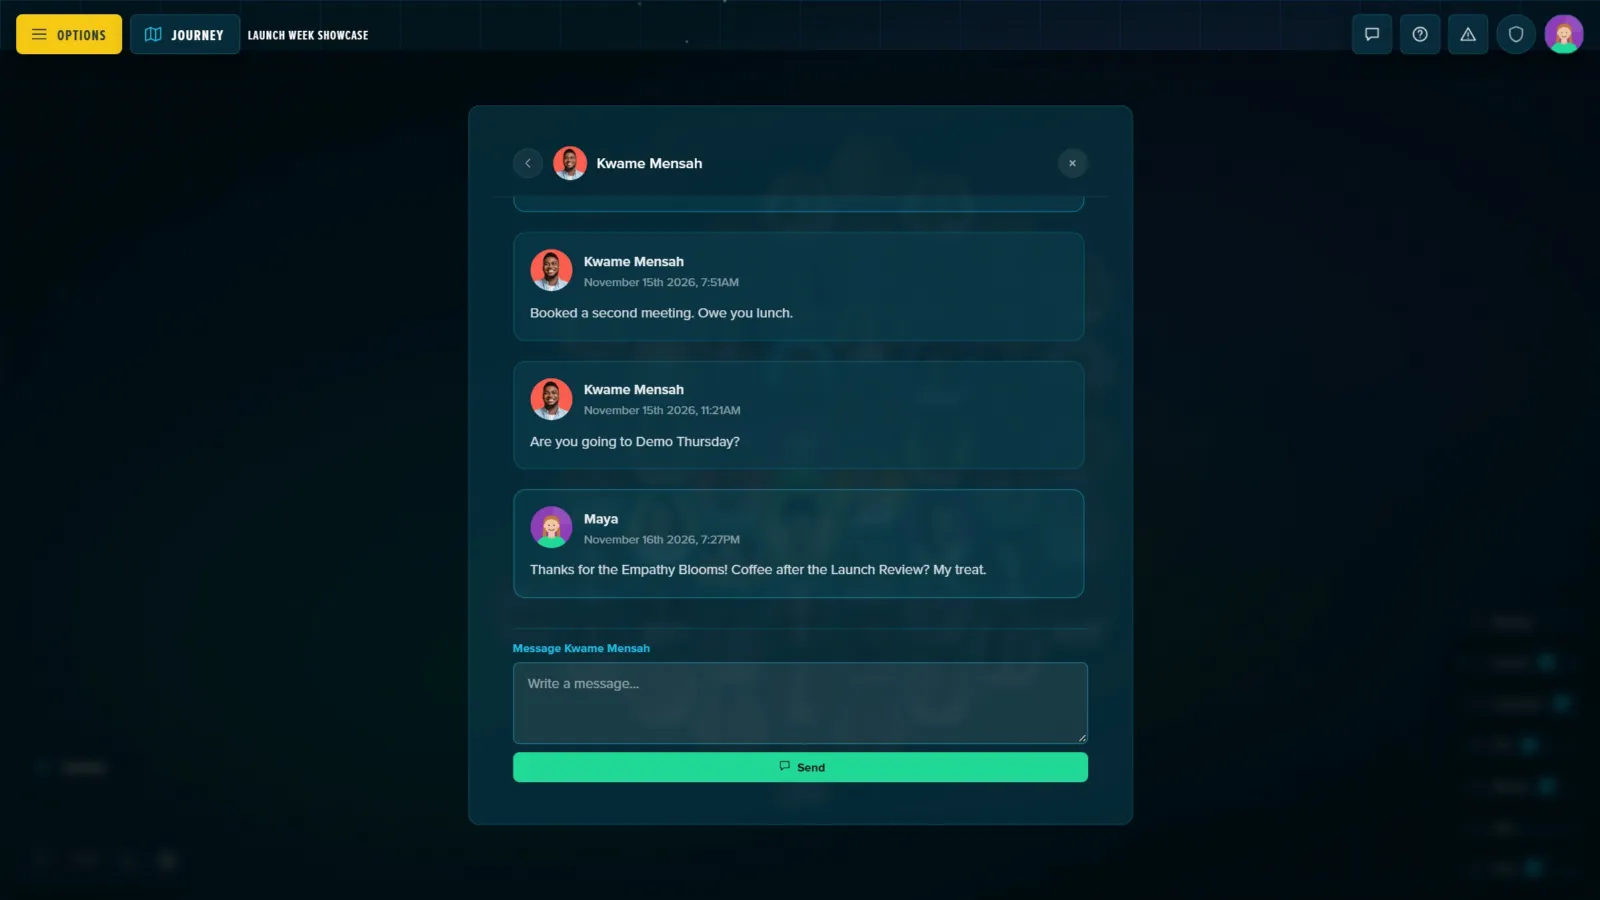 OPTIONS
JOURNEY
LAUNCH WEEK SHOWCASE
Kwame Mensah
Kwame Mensah
November 15th 2026, 7:51AM
Booked a second meeting. Owe you lunch.
Kwame Mensah
November 15th 2026, 11:21AM
Are you going to Demo Thursday?
Maya
November 16th 2026, 7:27PM
Thanks for the Empathy Blooms! Coffee after the Launch Review? My treat.
Message Kwame Mensah
Write a message...
Send